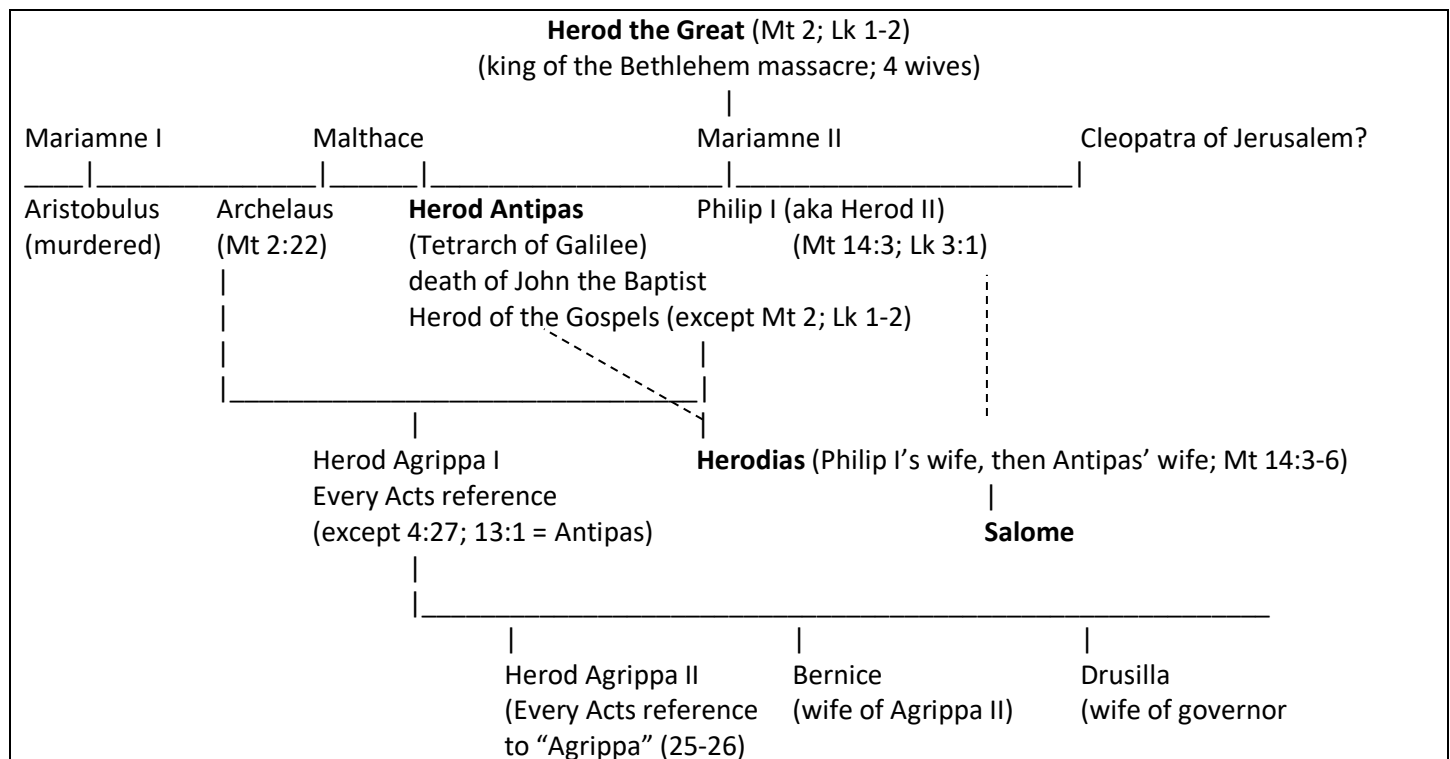 Herod the Great (Mt 2; Lk 1-2)
(king of the Bethlehem massacre; 4 wives)
Mariamne I Malthace Mariamne II Cleopatra of Jerusalem?
Aristobulus Archelaus Herod Antipas Philip I (aka Herod II)
(murdered) (Mt 2:22) (Tetrarch of Galilee) (Mt 14:3; Lk 3:1)
death of John the Baptist
Herod of the Gospels (except Mt 2; Lk 1-2)
Herod Agrippa I Herodias (Philip I’s wife, then Antipas’ wife; Mt 14:3-6)
Every Acts reference
(except 4:27; 13:1 = Antipas) Salome
Herod Agrippa II Bernice Drusilla
(Every Acts reference (wife of Agrippa II) (wife of governor
to “Agrippa” (25-26)